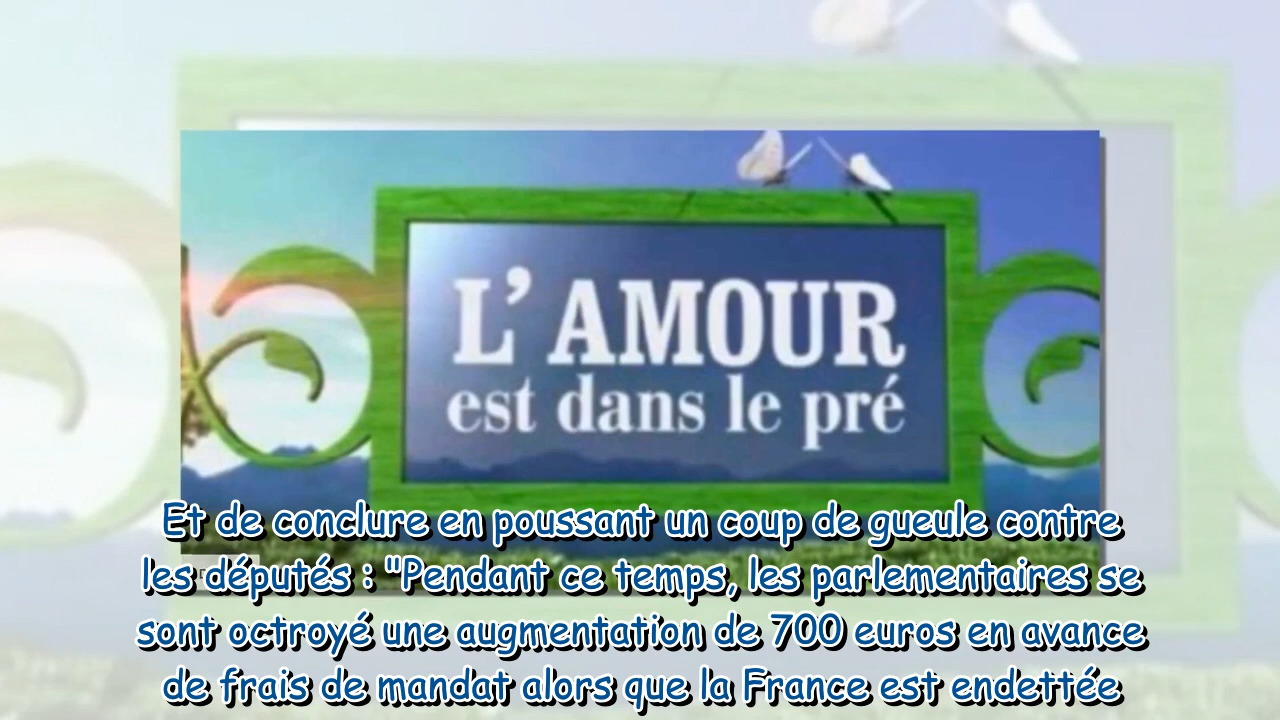 L'AMOUR
est dans le pré
Et de conclure en poussant un coup de gueule contre
les députés : "Pendant ce temps, les parlementaires se
sont octroyé une augmentation de 700 euros en avance
de frais de mandat alors que la France est endettée